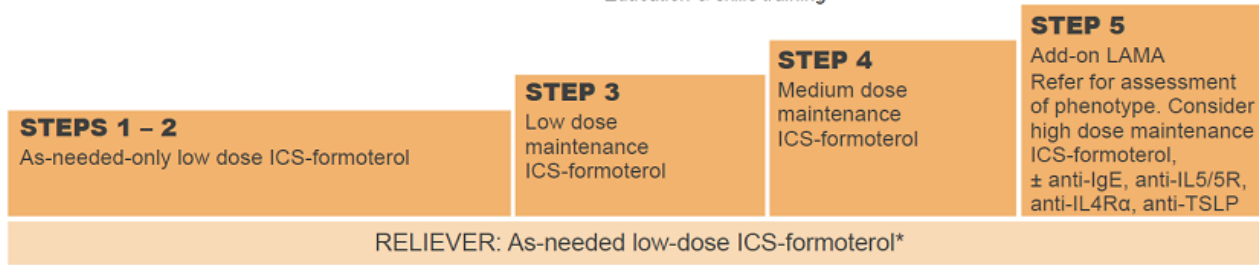 STEPS 1 – 2
As-needed-only low dose ICS-formoterol
STEP 3
Low dose
maintenance
ICS-formoterol
STEP 4
Medium dose
maintenance
ICS-formoterol
STEP 5
Add-on LAMA
Refer for assessment
of phenotype. Consider
high dose maintenance
ICS-formoterol,
± anti-IgE, anti-IL5/5R,
anti-IL4Rα, anti-TSLP
RELIEVER: As-needed low-dose ICS-formoterol*